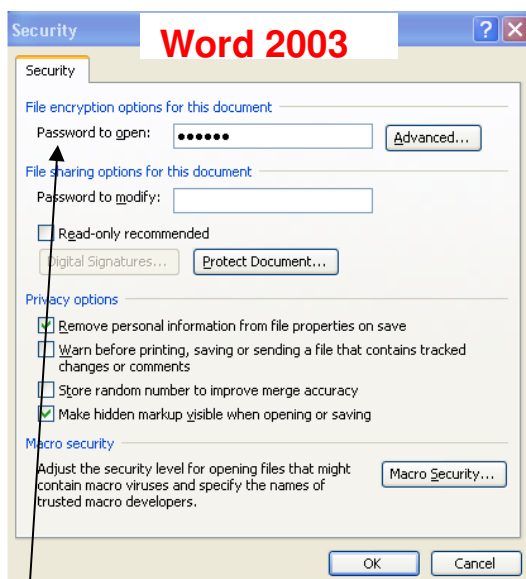 Security
Word 2003
Security
File encryption options for this document
Password to open: ●●●●●●
Advanced...
File sharing options for this document
Password to modify:
Read-only recommended
Digital Signatures...
Protect Document...
Privacy options
Remove personal information from file properties on save
Warn before printing, saving or sending a file that contains tracked
changes or comments
Store random number to improve merge accuracy
Make hidden markup visible when opening or saving
Macro security
Adjust the security level for opening files that might
contain macro viruses and specify the names of
trusted macro developers.
Macro Security...
OK
Cancel